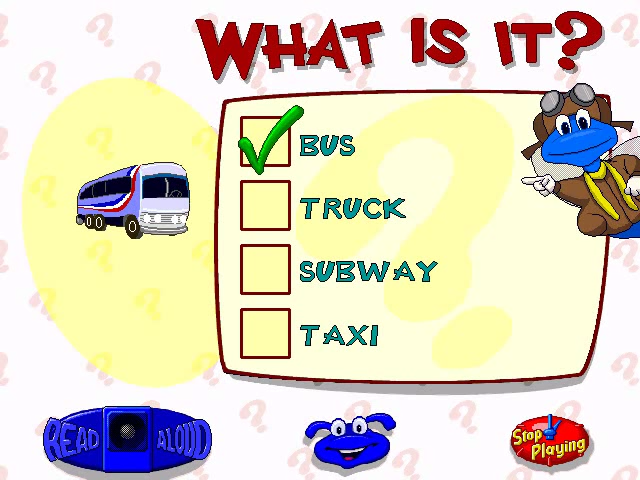 WHAT IS IT?
BUS
TRUCK
SUBWAY
TAXI
READ ALOUD
Stop
Playing